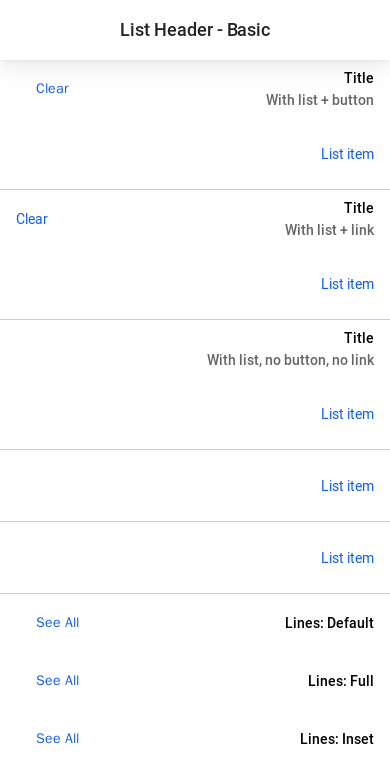 List Header - Basic
Title
With list + button
Clear
List item
Title
With list + link
Clear
List item
Title
With list, no button, no link
List item
List item
List item
Lines: Default
See All
Lines: Full
See All
Lines: Inset
See All